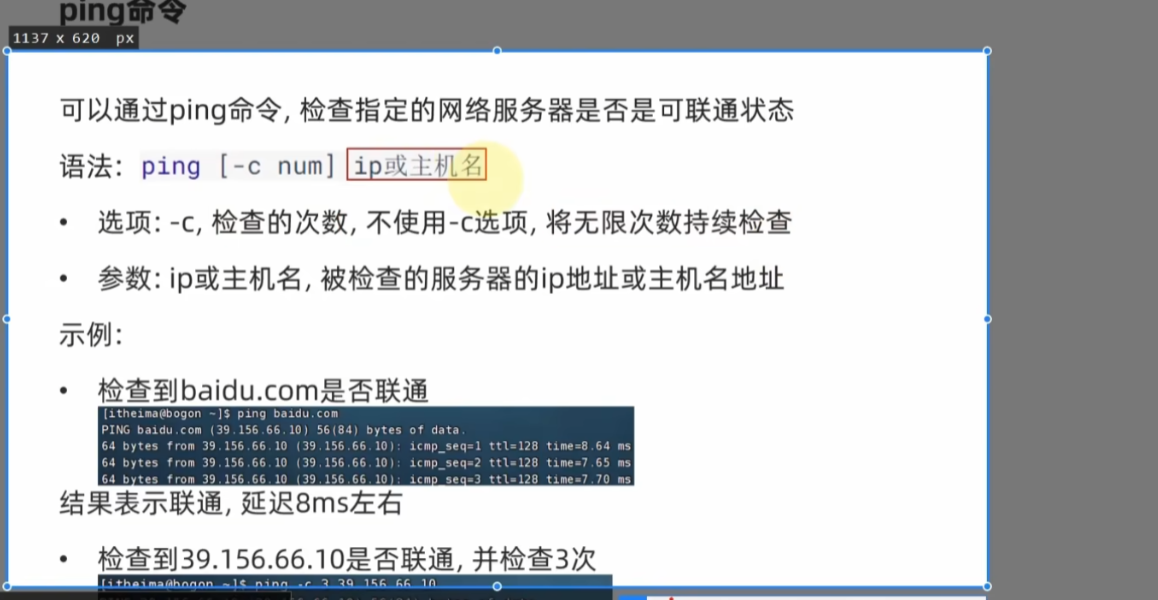 ping命令
1137 x 620 px
可以通过ping命令, 检查指定的网络服务器是否是可联通状态
语法: ping [-c num] ip或主机名
• 选项: -c, 检查的次数, 不使用-c选项, 将无限次数持续检查
• 参数: ip或主机名, 被检查的服务器的ip地址或主机名地址
示例:
• 检查到baidu.com是否联通
[itheima@bogon ~]$ ping baidu.com
PING baidu.com (39.156.66.10) 56(84) bytes of data.
64 bytes from 39.156.66.10 (39.156.66.10): icmp_seq=1 ttl=128 time=8.64 ms
64 bytes from 39.156.66.10 (39.156.66.10): icmp_seq=2 ttl=128 time=7.65 ms
64 bytes from 39.156.66.10 (39.156.66.10): icmp_seq=3 ttl=128 time=7.70 ms
结果表示联通, 延迟8ms左右
• 检查到39.156.66.10是否联通, 并检查3次
[itheima@bogon ~]$ ping -c 3 39.156.66.10